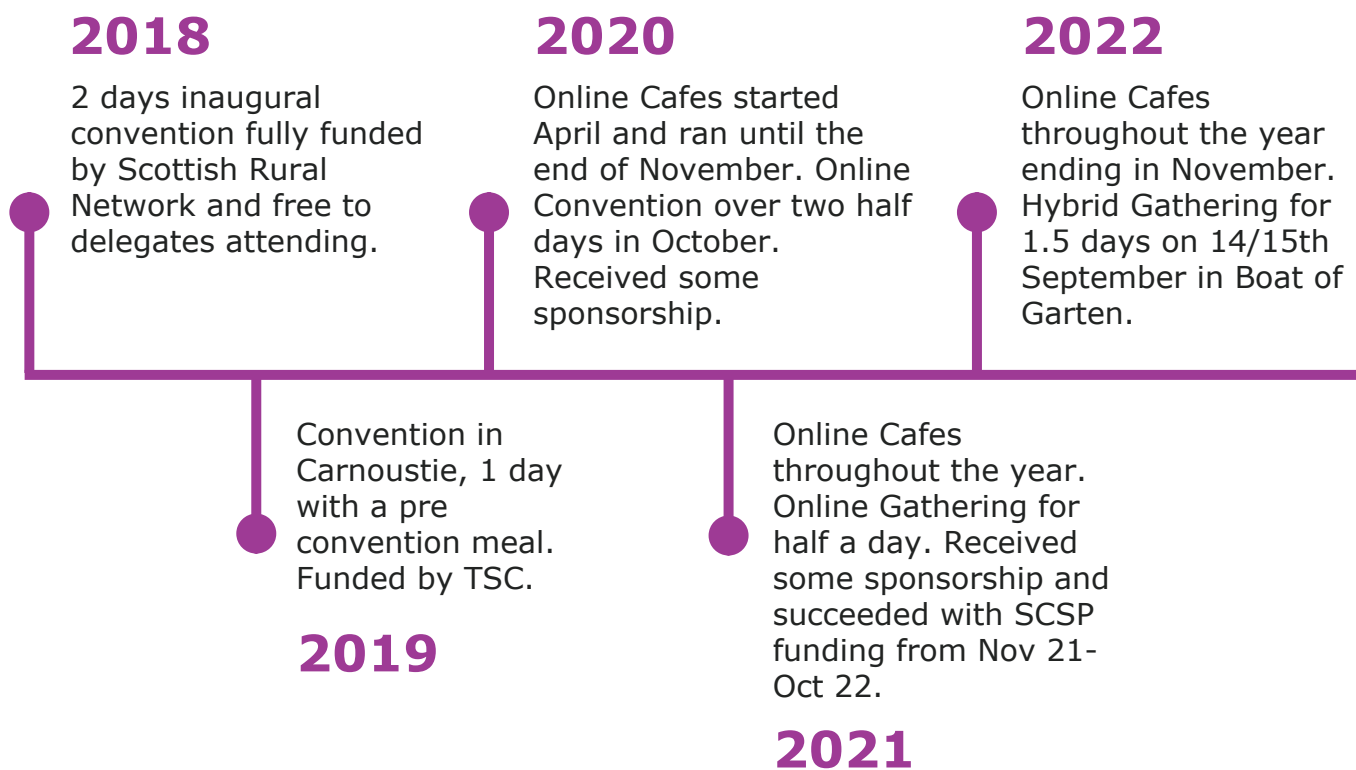 2018
2 days inaugural
convention fully funded
by Scottish Rural
Network and free to
delegates attending.
Convention in
Carnoustie, 1 day
with a pre
convention meal.
Funded by TSC.
2019
2020
Online Cafes started
April and ran until the
end of November. Online
Convention over two half
days in October.
Received some
sponsorship.
Online Cafes
throughout the year.
Online Gathering for
half a day. Received
some sponsorship and
succeeded with SCSP
funding from Nov 21-
Oct 22.
2021
2022
Online Cafes
throughout the year
ending in November.
Hybrid Gathering for
1.5 days on 14/15th
September in Boat of
Garten.